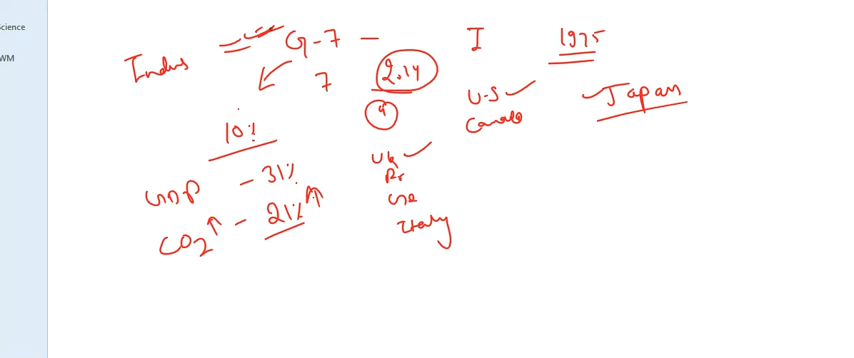 Science
WM
Indus G-7 - I 1975
7 2.14
4
U.S Japan
Canada
10%
UK
Fr
Ge
Italy
GDP - 31%
CO2 ↑ - 21% ↑